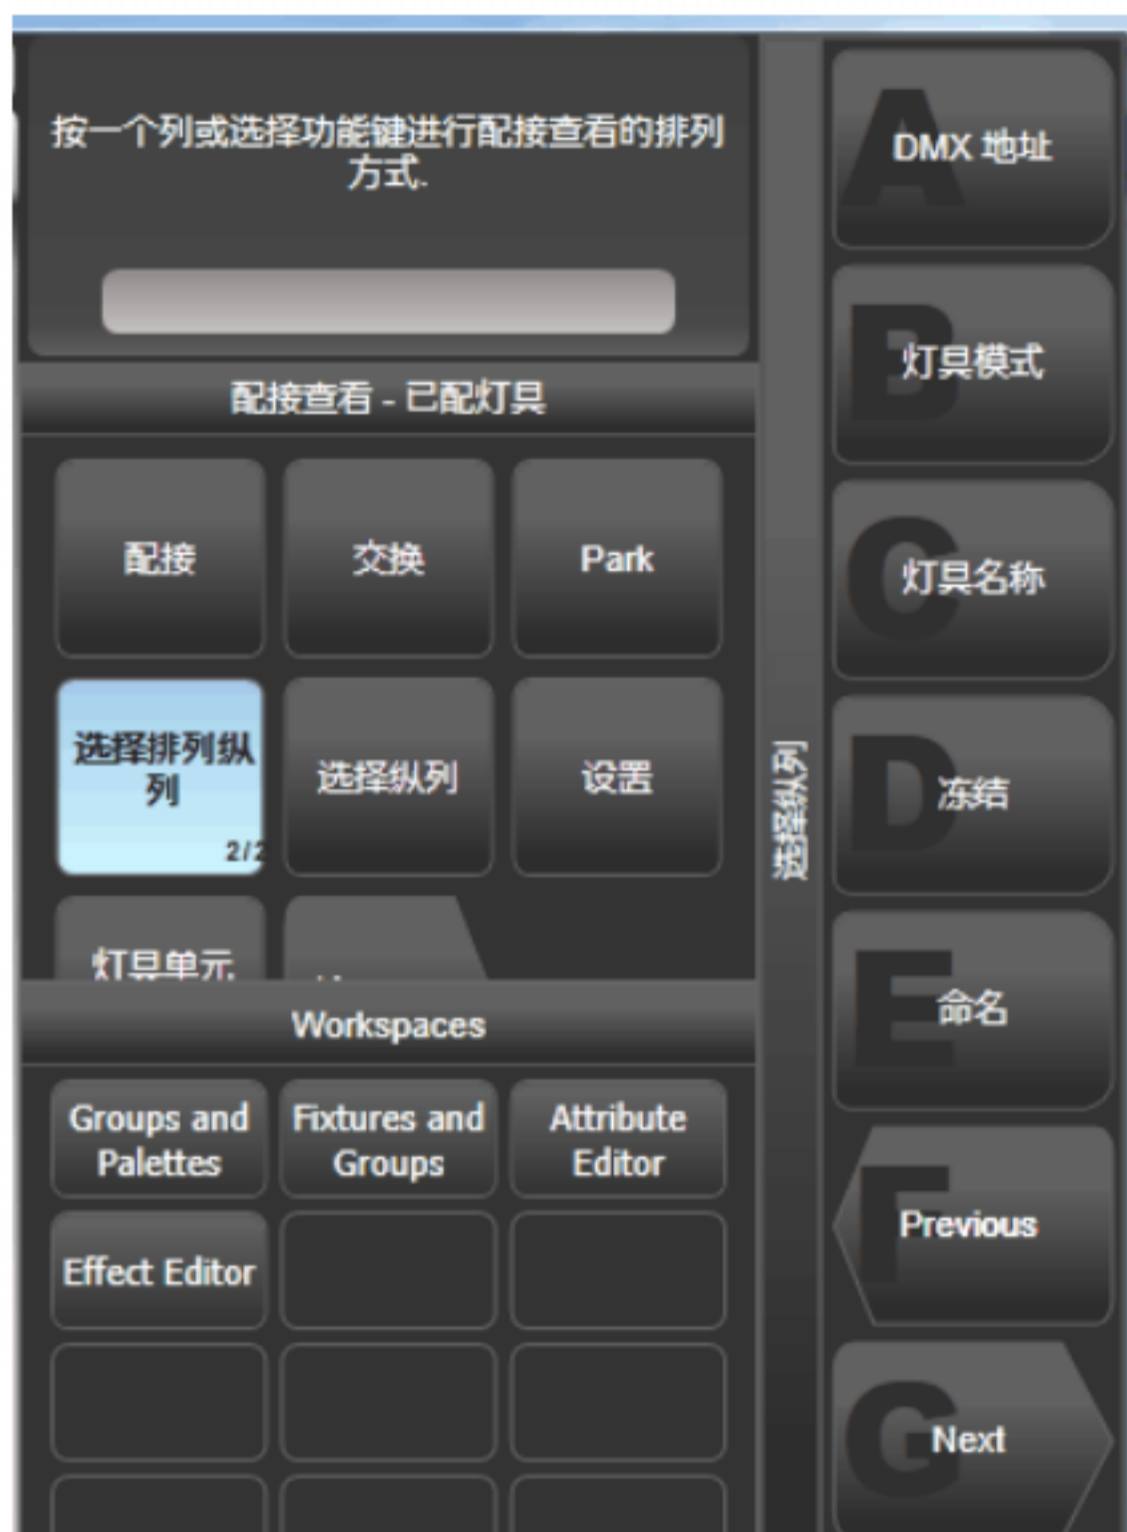 按一个列或选择功能键进行配接查看的排列
方式.
配接查看 - 已配灯具
配接
交换
Park
选择排列纵
列
2/2
选择纵列
设置
灯具单元
Workspaces
Groups and
Palettes
Fixtures and
Groups
Attribute
Editor
Effect Editor
选择纵列
A
DMX 地址
B
灯具模式
C
灯具名称
D
冻结
E
命名
F
Previous
G
Next